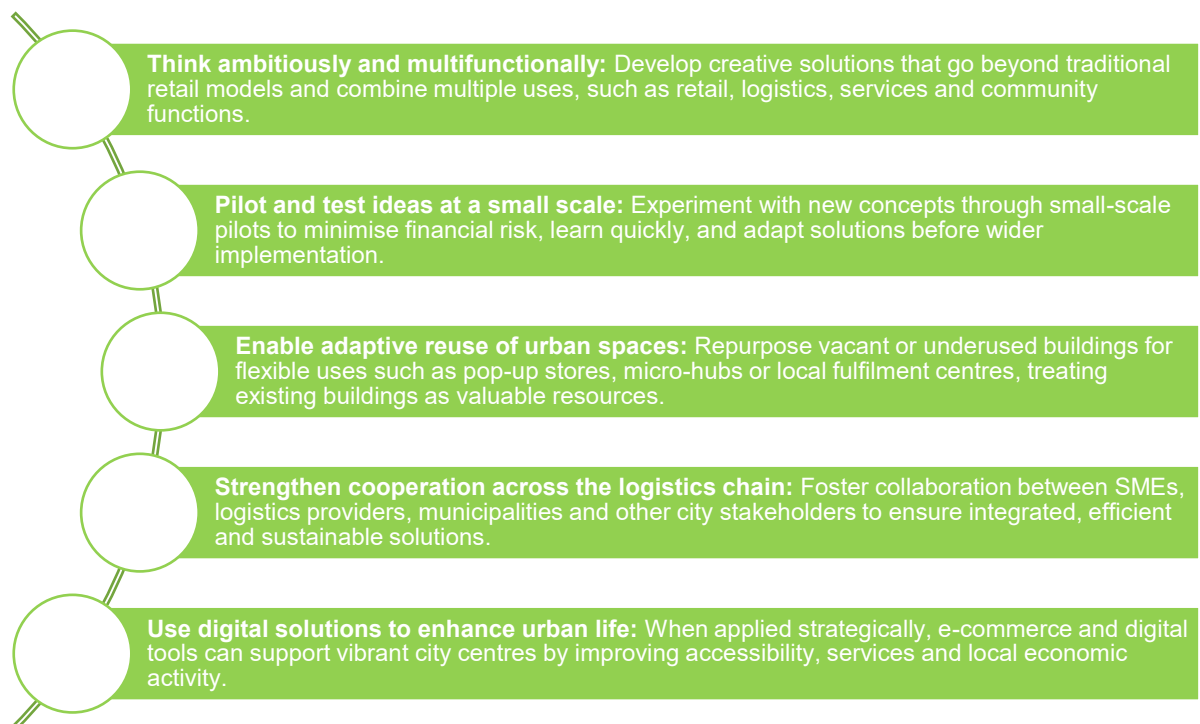 Think ambitiously and multifunctionally: Develop creative solutions that go beyond traditional
retail models and combine multiple uses, such as retail, logistics, services and community
functions.
Pilot and test ideas at a small scale: Experiment with new concepts through small-scale
pilots to minimise financial risk, learn quickly, and adapt solutions before wider
implementation.
Enable adaptive reuse of urban spaces: Repurpose vacant or underused buildings for
flexible uses such as pop-up stores, micro-hubs or local fulfilment centres, treating
existing buildings as valuable resources.
Strengthen cooperation across the logistics chain: Foster collaboration between SMEs,
logistics providers, municipalities and other city stakeholders to ensure integrated, efficient
and sustainable solutions.
Use digital solutions to enhance urban life: When applied strategically, e-commerce and digital
tools can support vibrant city centres by improving accessibility, services and local economic
activity.